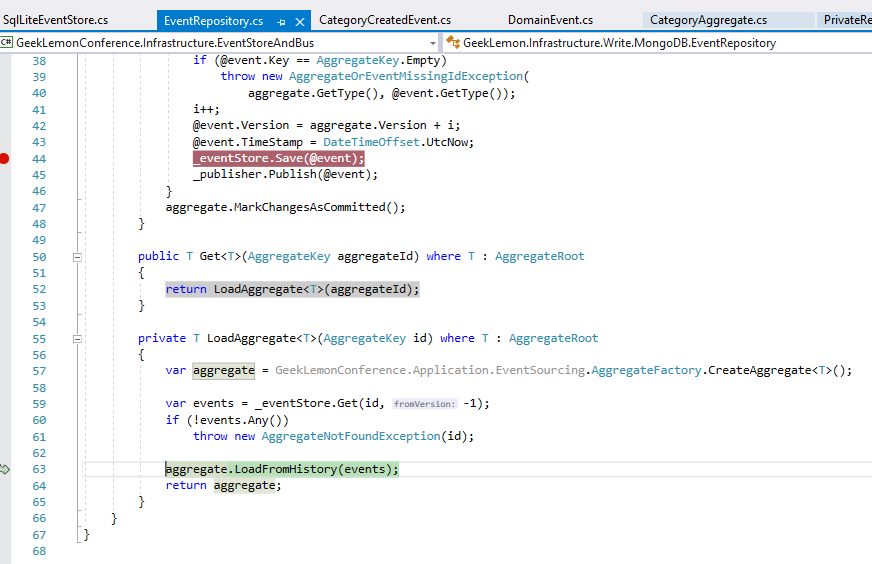 SqlLiteEventStore.cs EventRepository.cs CategoryCreatedEvent.cs DomainEvent.cs CategoryAggregate.cs PrivateRe
C# GeekLemonConference.Infrastructure.EventStoreAndBus GeekLemon.Infrastructure.Write.MongoDB.EventRepository
38 if (@event.Key == AggregateKey.Empty)
39 throw new AggregateOrEventMissingIdException(
40 aggregate.GetType(), @event.GetType());
41 i++;
42 @event.Version = aggregate.Version + i;
43 @event.TimeStamp = DateTimeOffset.UtcNow;
44 _eventStore.Save(@event);
45 _publisher.Publish(@event);
46 }
47 aggregate.MarkChangesAsCommitted();
48 }
49
50 public T Get<T>(AggregateKey aggregateId) where T : AggregateRoot
51 {
52 return LoadAggregate<T>(aggregateId);
53 }
54
55 private T LoadAggregate<T>(AggregateKey id) where T : AggregateRoot
56 {
57 var aggregate = GeekLemonConference.Application.EventSourcing.AggregateFactory.CreateAggregate<T>();
58
59 var events = _eventStore.Get(id, fromVersion: -1);
60 if (!events.Any())
61 throw new AggregateNotFoundException(id);
62
63 aggregate.LoadFromHistory(events);
64 return aggregate;
65 }
66 }
67 }
68